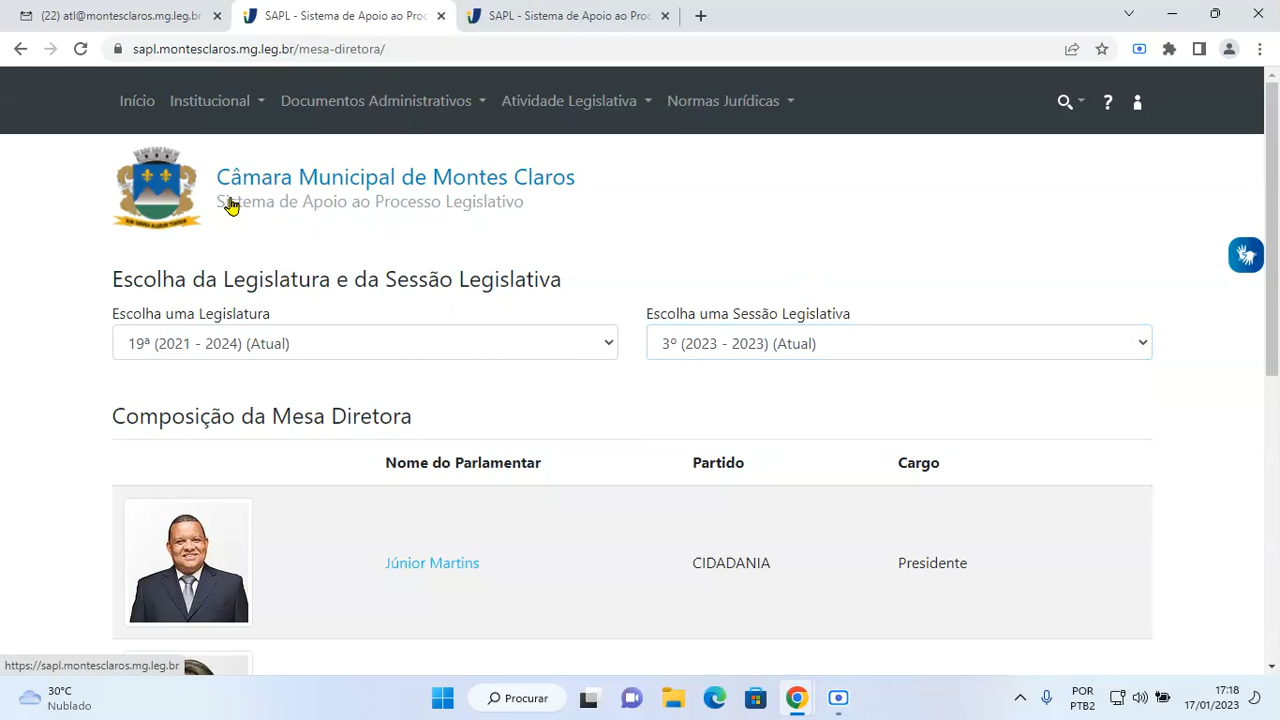 (22) atl@montesclaros.mg.leg.br
SAPL - Sistema de Apoio ao Proc
SAPL - Sistema de Apoio ao Proc
sapl.montesclaros.mg.leg.br/mesa-diretora/
Início Institucional Documentos Administrativos Atividade Legislativa Normas Jurídicas ?
Câmara Municipal de Montes Claros
Sistema de Apoio ao Processo Legislativo
Escolha da Legislatura e da Sessão Legislativa
Escolha uma Legislatura
19ª (2021 - 2024) (Atual)
Escolha uma Sessão Legislativa
3º (2023 - 2023) (Atual)
Composição da Mesa Diretora
Nome do Parlamentar Partido Cargo
Júnior Martins CIDADANIA Presidente
https://sapl.montesclaros.mg.leg.br
30°C
Nublado
Procurar
POR
PTB2
17:18
17/01/2023